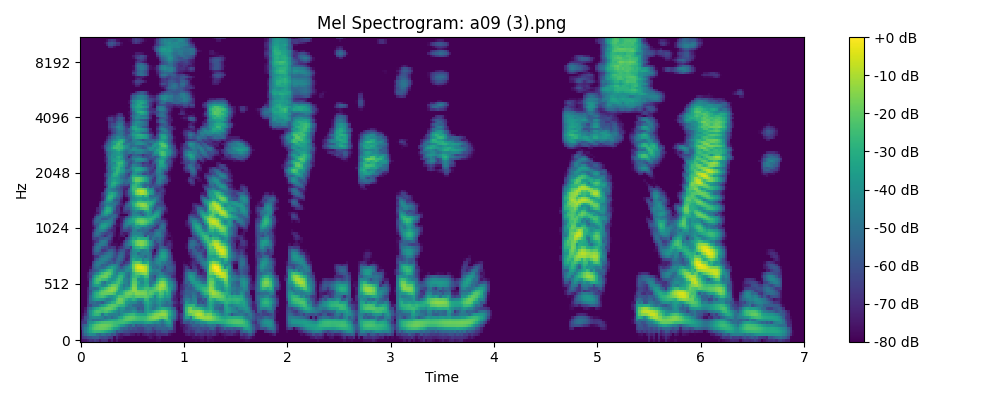 Mel Spectrogram: a09 (3).png
8192
4096
2048
1024
512
0
Hz
0 1 2 3 4 5 6 7
Time
+0 dB
-10 dB
-20 dB
-30 dB
-40 dB
-50 dB
-60 dB
-70 dB
-80 dB